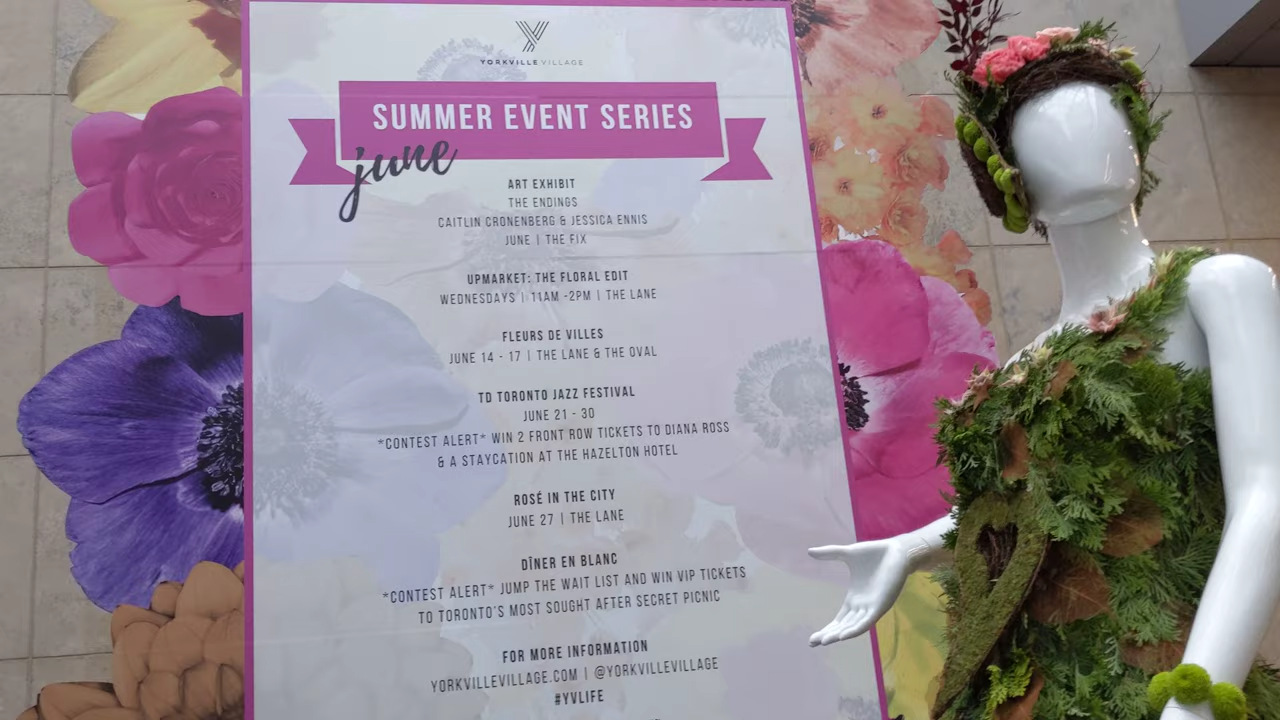 YORKVILLE VILLAGE
SUMMER EVENT SERIES
june
ART EXHIBIT
THE ENDINGS
CAITLIN CRONENBERG & JESSICA ENNIS
JUNE | THE FIX
UPMARKET: THE FLORAL EDIT
WEDNESDAYS | 11AM -2PM | THE LANE
FLEURS DE VILLES
JUNE 14 - 17 | THE LANE & THE OVAL
TD TORONTO JAZZ FESTIVAL
JUNE 21 - 30
*CONTEST ALERT* WIN 2 FRONT ROW TICKETS TO DIANA ROSS
& A STAYCATION AT THE HAZELTON HOTEL
ROSÉ IN THE CITY
JUNE 27 | THE LANE
DÎNER EN BLANC
*CONTEST ALERT* JUMP THE WAIT LIST AND WIN VIP TICKETS
TO TORONTO'S MOST SOUGHT AFTER SECRET PICNIC
FOR MORE INFORMATION
YORKVILLEVILLAGE.COM | @YORKVILLEVILLAGE
#YVLIFE